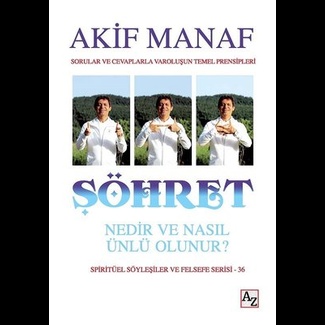 AKİF MANAF
SORULAR VE CEVAPLARLA VAROLUŞUN TEMEL PRENSİPLERİ
ŞÖHRET
NEDİR VE NASIL
ÜNLÜ OLUNUR?
SPİRİTÜEL SÖYLEŞİLER VE FELSEFE SERİSİ - 36
AZ